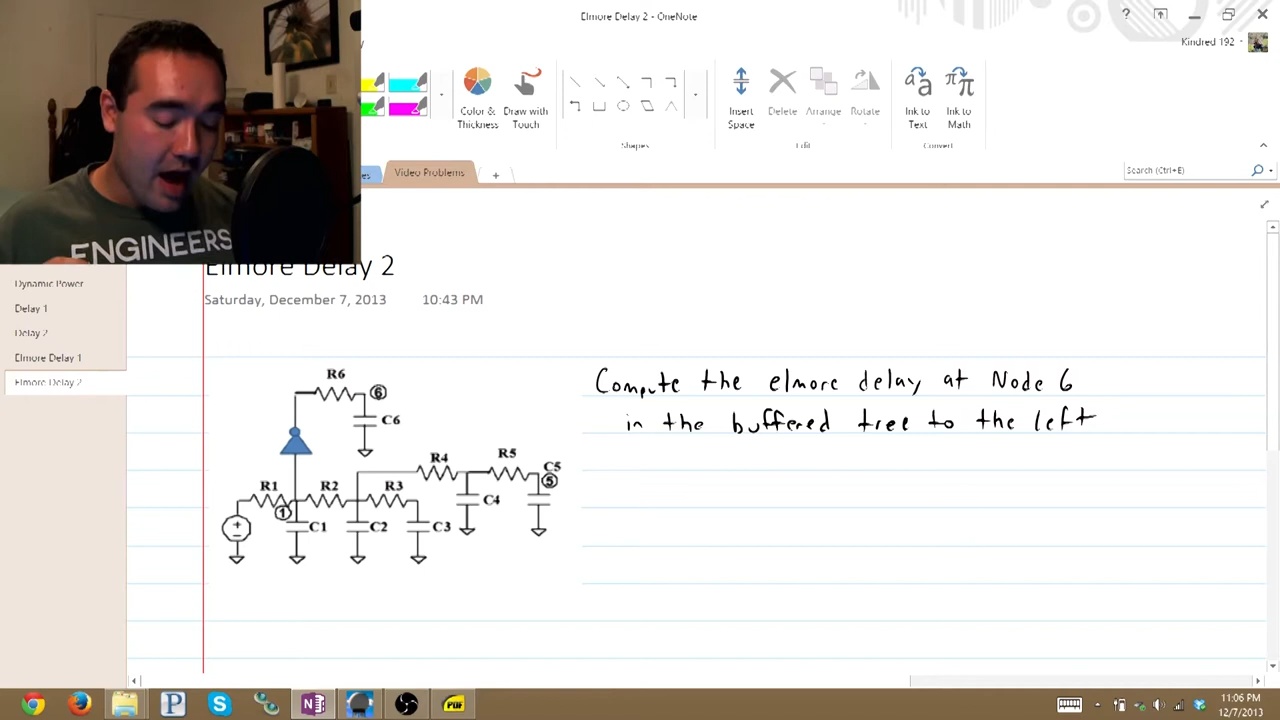 Elmore Delay 2 - OneNote
?
Kindred 192
Color & Thickness
Draw with Touch
Insert Space
Delete
Arrange
Rotate
Ink to Text
Ink to Math
Shapes
Edit
Convert
Video Problems
+
Search (Ctrl+E)
ENGINEERS
Elmore Delay 2
Saturday, December 7, 2013 10:43 PM
Dynamic Power
Delay 1
Delay 2
Elmore Delay 1
Elmore Delay 2
Compute the elmore delay at Node 6
in the buffered tree to the left
R6
6
C6
R4
R5
C5
5
R1
R2
R3
C4
1
C1
C2
C3
11:06 PM
12/7/2013